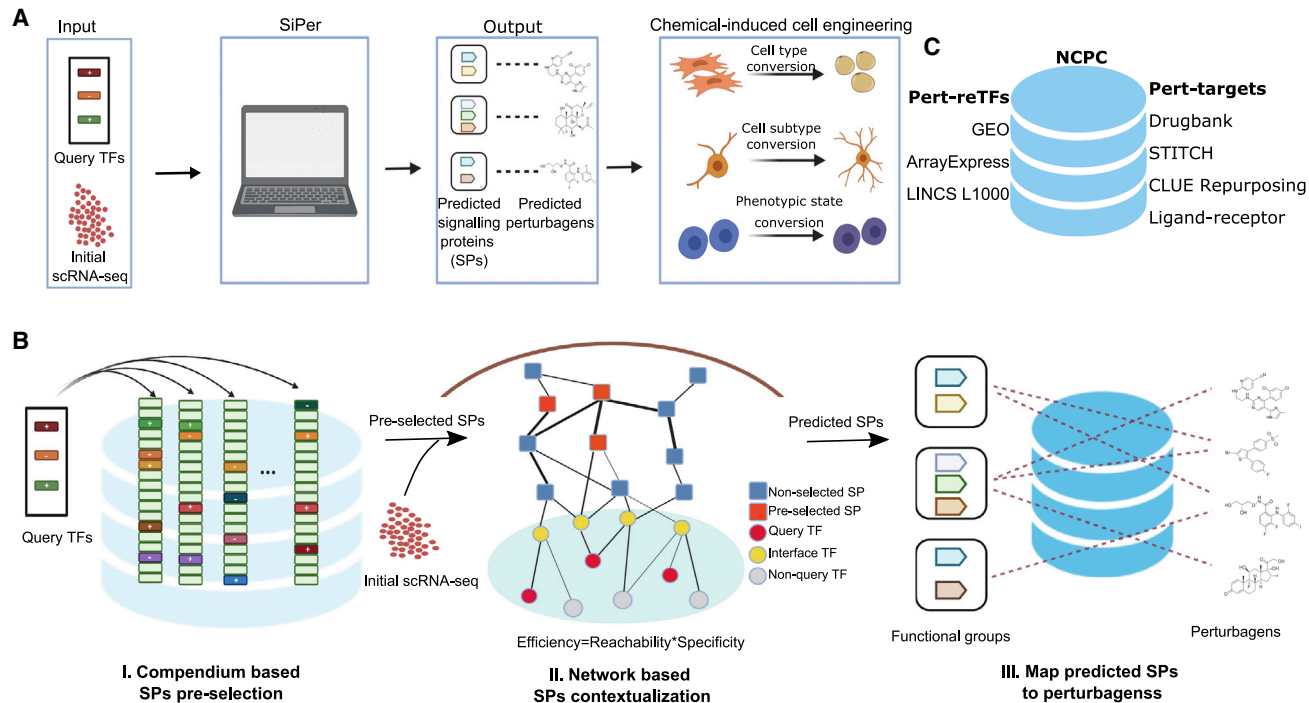 A
Input
SiPer
Output
Chemical-induced cell engineering
+
-
+
Query TFs
Initial
scRNA-seq
Predicted
signalling
proteins
(SPs)
Predicted
perturbagens
Cell type
conversion
Cell subtype
conversion
Phenotypic state
conversion
C
NCPC
Pert-reTFs
GEO
ArrayExpress
LINCS L1000
Pert-targets
Drugbank
STITCH
CLUE Repurposing
Ligand-receptor
B
+
-
+
Query TFs
...
Pre-selected SPs
Initial scRNA-seq
Non-selected SP
Pre-selected SP
Query TF
Interface TF
Non-query TF
Efficiency=Reachability*Specificity
Predicted SPs
Functional groups
Perturbagens
I. Compendium based
SPs pre-selection
II. Network based
SPs contextualization
III. Map predicted SPs
to perturbagenss